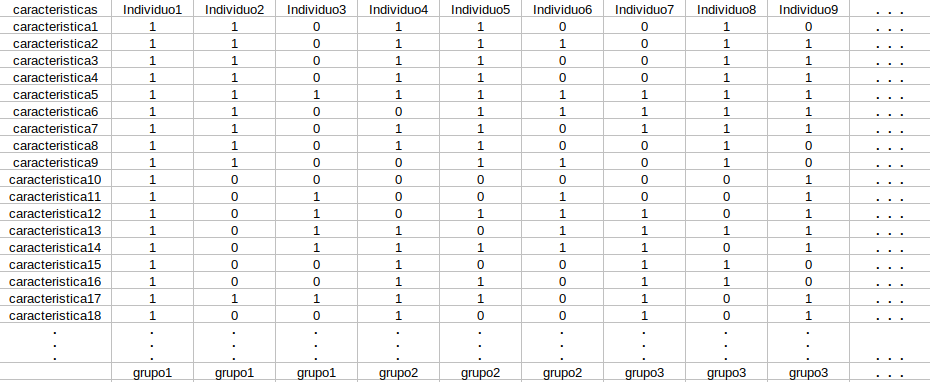 caracteristicas Individuo1 Individuo2 Individuo3 Individuo4 Individuo5 Individuo6 Individuo7 Individuo8 Individuo9 . . .
caracteristica1 1 1 0 1 1 0 0 1 0 . . .
caracteristica2 1 1 0 1 1 1 0 1 1 . . .
caracteristica3 1 1 0 1 1 0 0 1 1 . . .
caracteristica4 1 1 0 1 1 0 0 1 1 . . .
caracteristica5 1 1 1 1 1 1 1 1 1 . . .
caracteristica6 1 1 0 0 1 1 1 1 1 . . .
caracteristica7 1 1 0 1 1 0 1 1 1 . . .
caracteristica8 1 1 0 1 1 0 0 1 0 . . .
caracteristica9 1 1 0 0 1 1 0 1 0 . . .
caracteristica10 1 0 0 0 0 0 0 0 1 . . .
caracteristica11 1 0 1 0 0 1 0 0 1 . . .
caracteristica12 1 0 1 0 1 1 1 0 1 . . .
caracteristica13 1 0 1 1 0 1 1 1 1 . . .
caracteristica14 1 0 1 1 1 1 1 0 1 . . .
caracteristica15 1 0 0 1 0 0 1 1 0 . . .
caracteristica16 1 0 0 1 1 0 1 1 0 . . .
caracteristica17 1 1 1 1 1 0 1 0 1 . . .
caracteristica18 1 0 0 1 0 0 1 0 1 . . .
. . . . . . . . . .
. . . . . . . . . .
. . . . . . . . . . . . .
grupo1 grupo1 grupo1 grupo2 grupo2 grupo2 grupo3 grupo3 grupo3 . . .